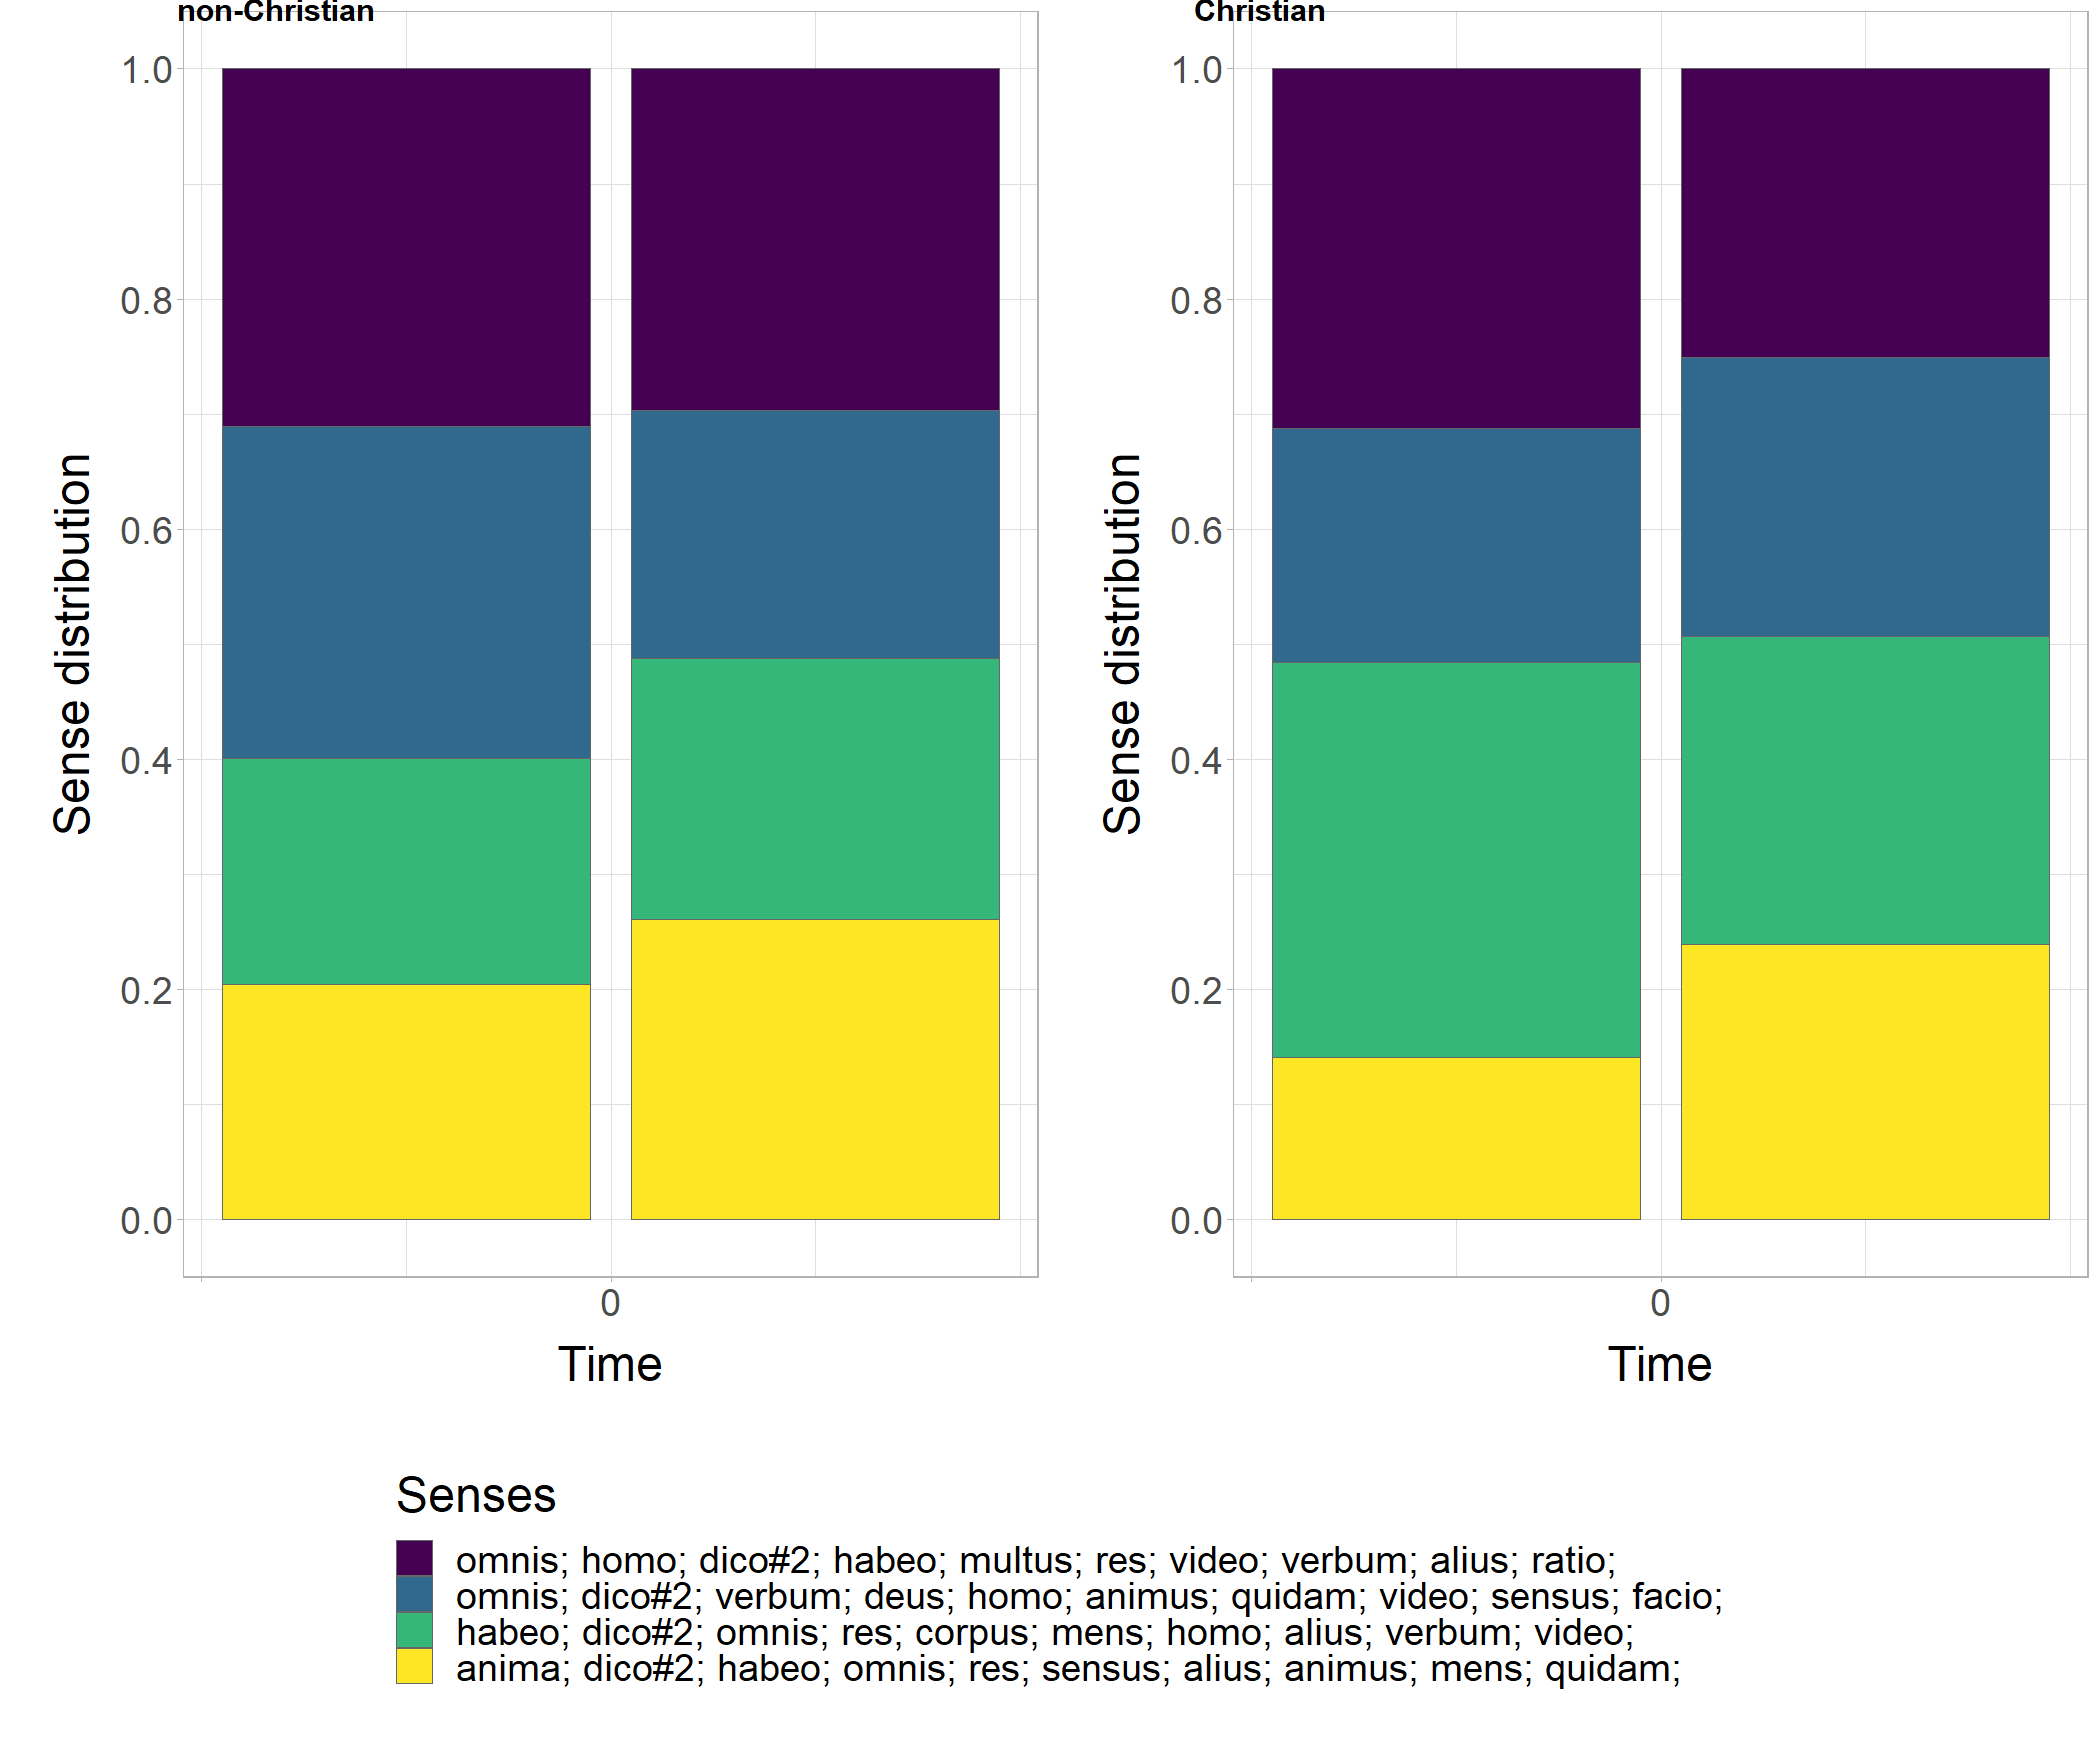 non-Christian
1.0
0.8
0.6
0.4
0.2
0.0
Sense distribution
0
Time
Christian
1.0
0.8
0.6
0.4
0.2
0.0
Sense distribution
0
Time
Senses
omnis; homo; dico#2; habeo; multus; res; video; verbum; alius; ratio;
omnis; dico#2; verbum; deus; homo; animus; quidam; video; sensus; facio;
habeo; dico#2; omnis; res; corpus; mens; homo; alius; verbum; video;
anima; dico#2; habeo; omnis; res; sensus; alius; animus; mens; quidam;